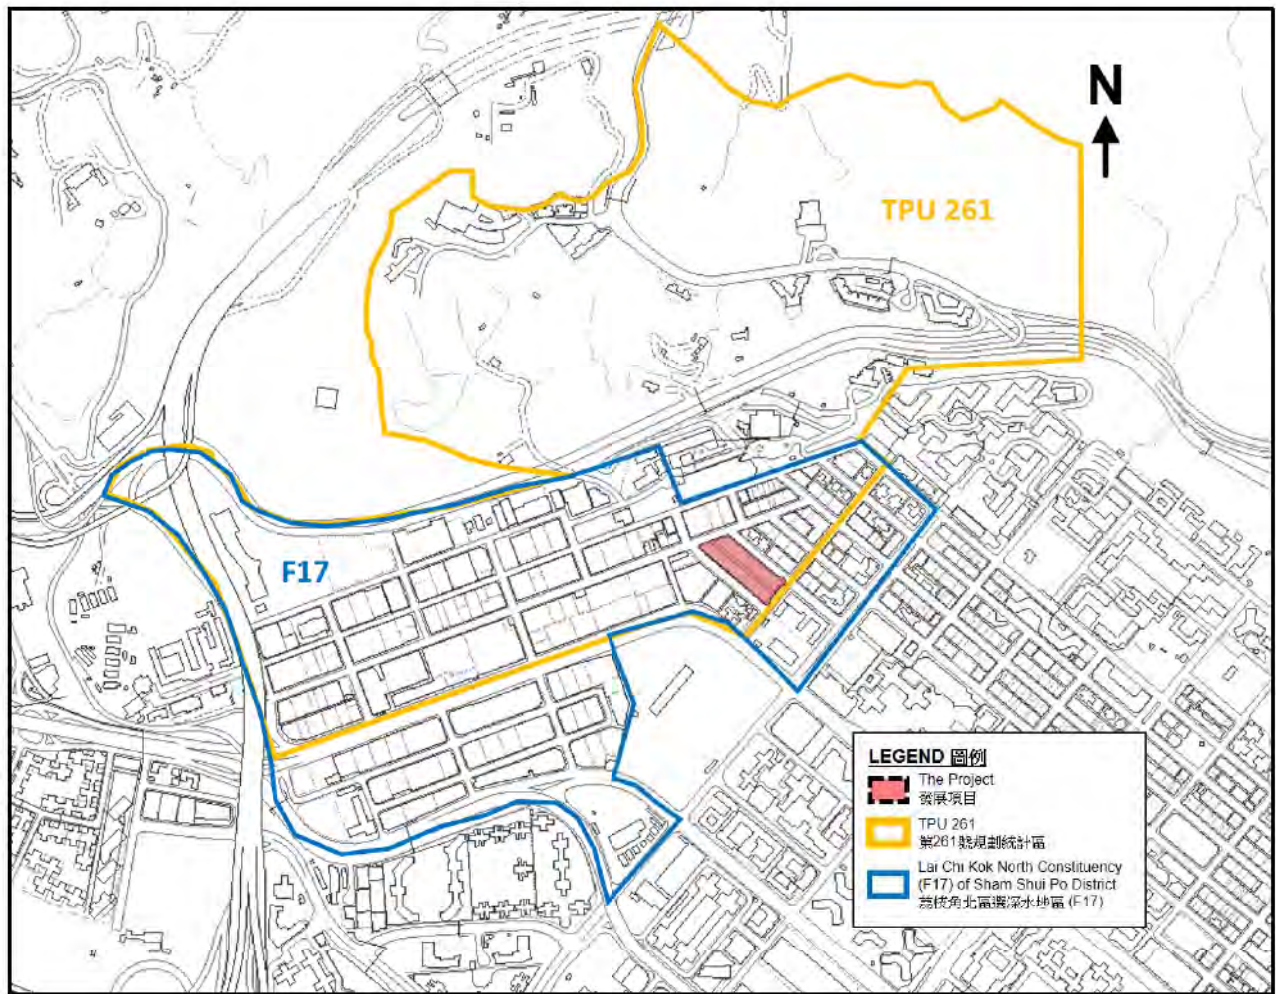 N
TPU 261
F17
LEGEND 圖例
The Project
發展項目
TPU 261
第261號規劃統計區
Lai Chi Kok North Constituency
(F17) of Sham Shui Po District
荔枝角北區選深水埗區 (F17)